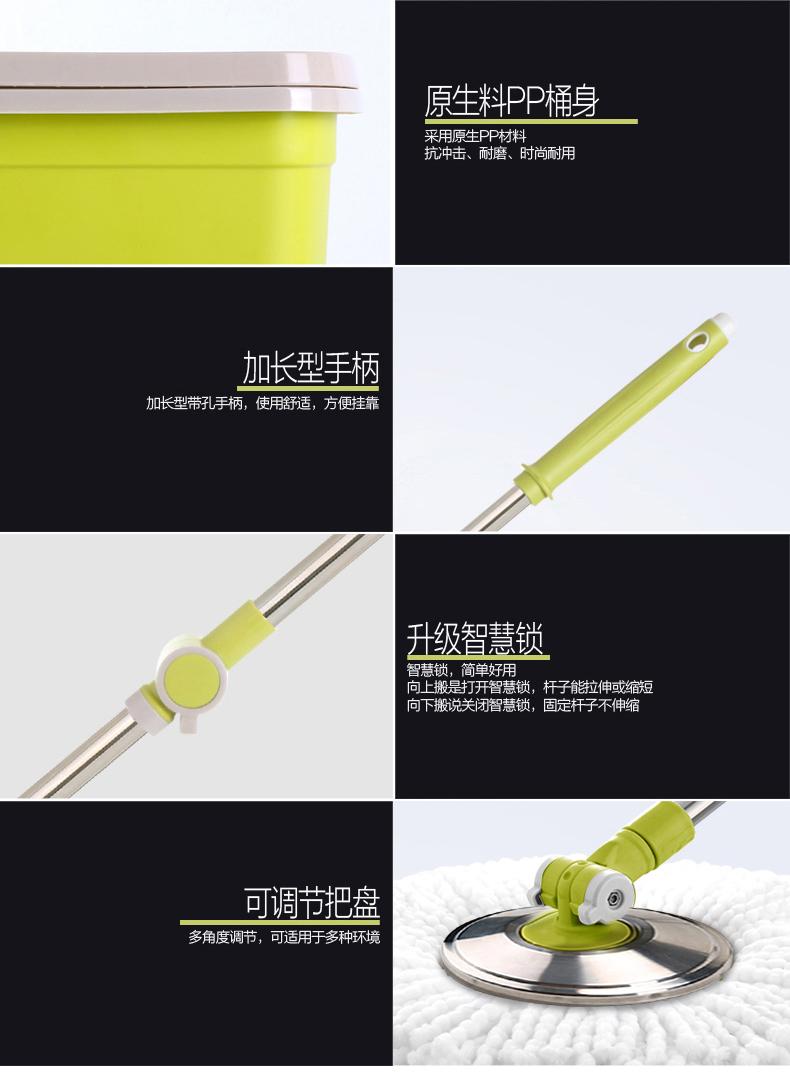 原生料PP桶身
采用原生PP材料
抗冲击、耐磨、时尚耐用
加长型手柄
加长型带孔手柄，使用舒适，方便挂靠
升级智慧锁
智慧锁，简单好用
向上搬是打开智慧锁，杆子能拉伸或缩短
向下搬说关闭智慧锁，固定杆子不伸缩
可调节把盘
多角度调节，可适用于多种环境